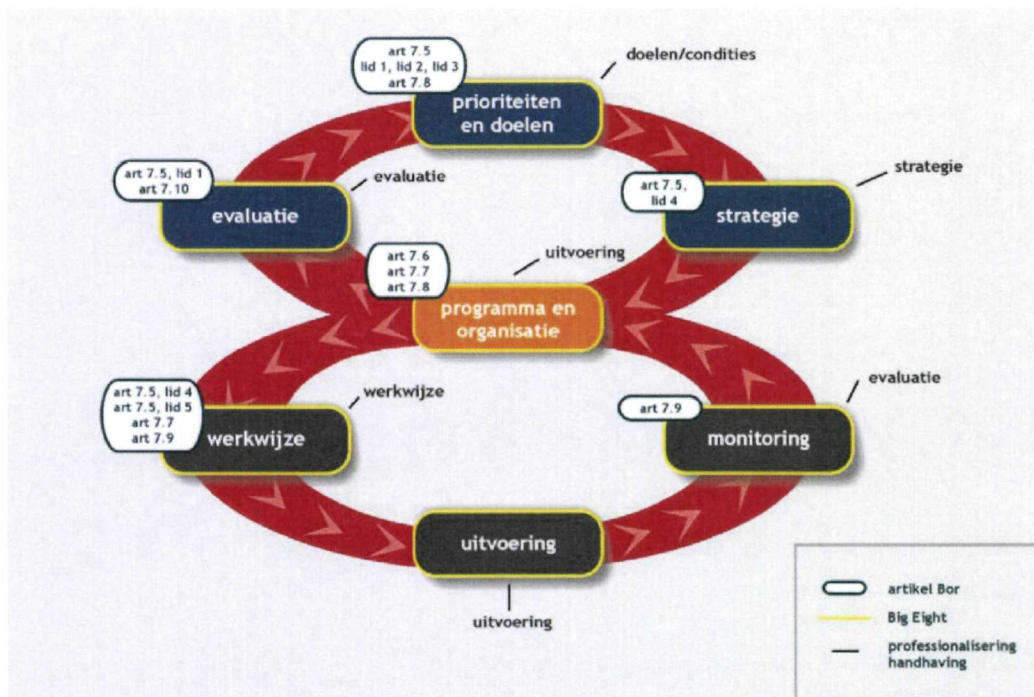 art 7.5
lid 1, lid 2, lid 3
art 7.8
doelen/condities
prioriteiten
en doelen
art 7.5, lid 1
art 7.10
evaluatie
evaluatie
art 7.5,
lid 4
strategie
strategie
art 7.6
art 7.7
art 7.8
uitvoering
programma en
organisatie
art 7.5, lid 4
art 7.5, lid 5
art 7.7
art 7.9
werkwijze
werkwijze
art 7.9
evaluatie
monitoring
uitvoering
uitvoering
artikel Bor
Big Eight
professionalisering
handhaving